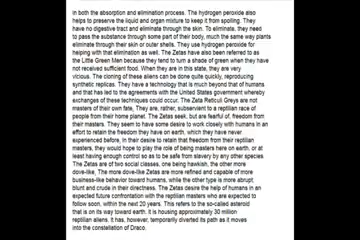 in both the absorption and elimination process. The hydrogen peroxide also
helps to preserve the liquid and organ mixture to keep it from spoiling. They
have no digestive tract and eliminate through the skin. To eliminate, they need
to pass the substance through some part of their body, much the same way plants
eliminate through their skin or outer shells. They use hydrogen peroxide for
helping with that elimination as well. The Zetas have also been referred to as
the Little Green Men because they tend to turn a shade of green when they have
not received sufficient food. When they are in this state, they are very
vicious. The cloning of these aliens can be done quite quickly, reproducing
synthetic replicas. They have a technology that is much beyond that of humans
and that has led to the agreements with the United States government whereby
exchanges of these techniques could occur. The Zeta Reticuli Greys are not
masters of their own fate, They are, rather, subservient to a reptilian race of
people from their home planet. The Zetas seek, but are fearful of, freedom from
their masters. They seem to have some desire to work closely with humans in an
effort to retain the freedom they have on earth, which they have never
experienced before, in their desire to retain that freedom from their reptilian
masters, they would hope to play the role of being masters here on earth, or at
least having enough control so as to be safe from slavery by any other species
The Zetas are of two social classes, one being hawkish, the other more
dove-like, The more dove-like Zetas are more refined and capable of more
business-like behavior toward humans, while the other type is more abrupt;
blunt and crude in their directness. The Zetas desire the help of humans in an
expected future confrontation with the reptilian masters who are expected to
follow soon, within the next 20 years. This refers to the so-called asteroid
that is on its way toward earth. It is housing approximately 30 million
reptilian aliens. It has, however, temporarily diverted its path as it moves
into the constellation of Draco.